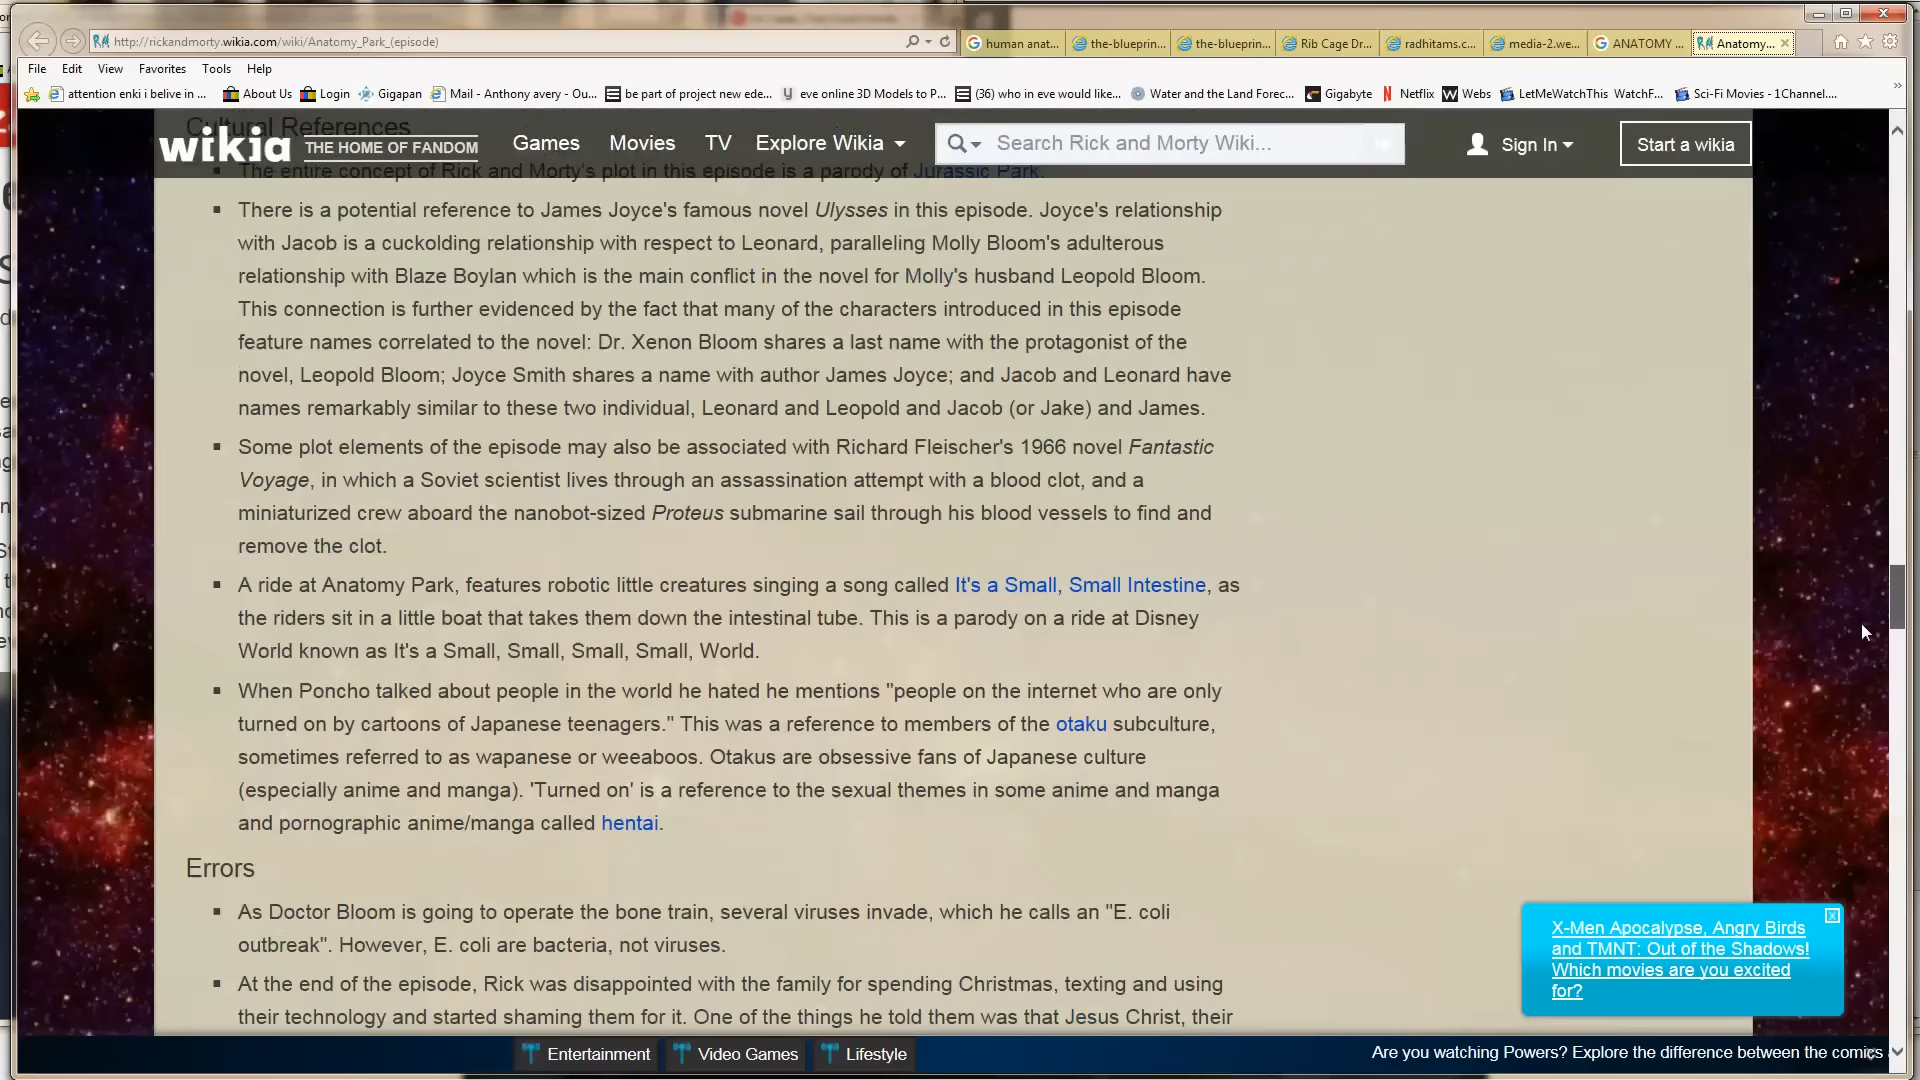 http://rickandmorty.wikia.com/wiki/Anatomy_Park_(episode)
human anat...
the-blueprin...
the-blueprin...
Rib Cage Dr...
radhitams.c...
media-2.we...
ANATOMY ...
Anatomy...
File Edit View Favorites Tools Help
attention enki i belive in ...
About Us
Login
Gigapan
Mail - Anthony avery - Ou...
be part of project new ede...
eve online 3D Models to P...
(36) who in eve would like...
Water and the Land Forec...
Gigabyte
Netflix
Webs
LetMeWatchThis WatchF...
Sci-Fi Movies - 1Channel....
Cultural References
wikia THE HOME OF FANDOM Games Movies TV Explore Wikia Search Rick and Morty Wiki... Sign In Start a wikia
The entire concept of Rick and Morty's plot in this episode is a parody of Jurassic Park.
There is a potential reference to James Joyce's famous novel Ulysses in this episode. Joyce's relationship
with Jacob is a cuckolding relationship with respect to Leonard, paralleling Molly Bloom's adulterous
relationship with Blaze Boylan which is the main conflict in the novel for Molly's husband Leopold Bloom.
This connection is further evidenced by the fact that many of the characters introduced in this episode
feature names correlated to the novel: Dr. Xenon Bloom shares a last name with the protagonist of the
novel, Leopold Bloom; Joyce Smith shares a name with author James Joyce; and Jacob and Leonard have
names remarkably similar to these two individual, Leonard and Leopold and Jacob (or Jake) and James.
Some plot elements of the episode may also be associated with Richard Fleischer's 1966 novel Fantastic
Voyage, in which a Soviet scientist lives through an assassination attempt with a blood clot, and a
miniaturized crew aboard the nanobot-sized Proteus submarine sail through his blood vessels to find and
remove the clot.
A ride at Anatomy Park, features robotic little creatures singing a song called It's a Small, Small Intestine, as
the riders sit in a little boat that takes them down the intestinal tube. This is a parody on a ride at Disney
World known as It's a Small, Small, Small, Small, World.
When Poncho talked about people in the world he hated he mentions "people on the internet who are only
turned on by cartoons of Japanese teenagers." This was a reference to members of the otaku subculture,
sometimes referred to as wapanese or weeaboos. Otakus are obsessive fans of Japanese culture
(especially anime and manga). 'Turned on' is a reference to the sexual themes in some anime and manga
and pornographic anime/manga called hentai.
Errors
As Doctor Bloom is going to operate the bone train, several viruses invade, which he calls an "E. coli
outbreak". However, E. coli are bacteria, not viruses.
At the end of the episode, Rick was disappointed with the family for spending Christmas, texting and using
their technology and started shaming them for it. One of the things he told them was that Jesus Christ, their
X-Men Apocalypse, Angry Birds
and TMNT: Out of the Shadows!
Which movies are you excited
for?
Entertainment Video Games Lifestyle
Are you watching Powers? Explore the difference between the comics